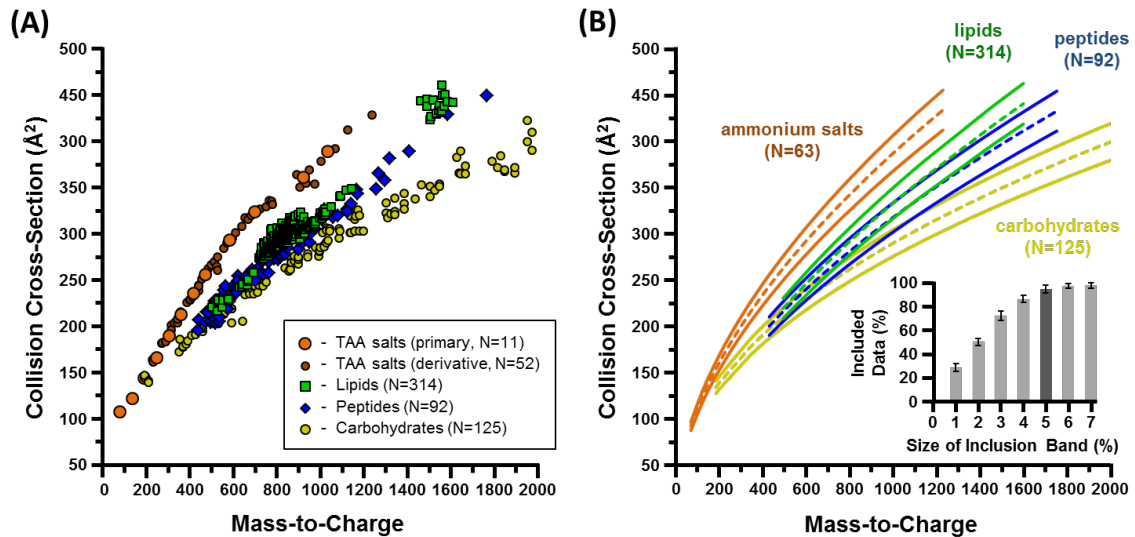 (A)
Collision Cross-Section (Å²)
500
450
300
350
300
250
200
150
100
50
0 200 400 600 800 1000 1200 1400 1600 1800 2000
Mass-to-Charge
- TAA salts (primary, N=11)
- TAA salts (derivative, N=52)
- Lipids (N=314)
- Peptides (N=92)
- Carbohydrates (N=125)
(B)
Collision Cross-Section (Å²)
500
450
300
350
300
250
200
150
100
50
0 200 400 600 800 1000 1200 1400 1600 1800 2000
Mass-to-Charge
lipids
(N=314)
peptides
(N=92)
ammonium salts
(N=63)
carbohydrates
(N=125)
Included
Data (%)
100
80
60
40
20
0
0 1 2 3 4 5 6 7
Size of Inclusion Band (%)